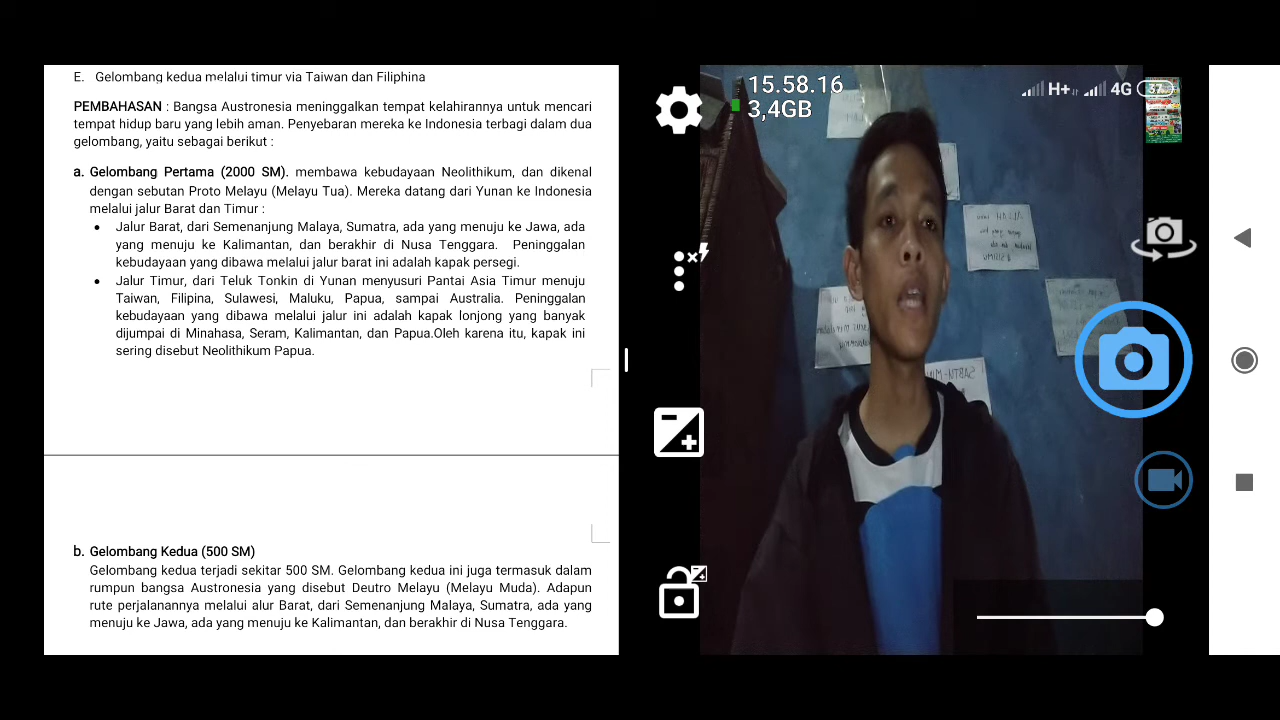 E. Gelombang kedua melalui timur via Taiwan dan Filiphina
PEMBAHASAN : Bangsa Austronesia meninggalkan tempat kelahirannya untuk mencari
tempat hidup baru yang lebih aman. Penyebaran mereka ke Indonesia terbagi dalam dua
gelombang, yaitu sebagai berikut :
a. Gelombang Pertama (2000 SM). membawa kebudayaan Neolithikum, dan dikenal
dengan sebutan Proto Melayu (Melayu Tua). Mereka datang dari Yunan ke Indonesia
melalui jalur Barat dan Timur :
• Jalur Barat, dari Semenanjung Malaya, Sumatra, ada yang menuju ke Jawa, ada
yang menuju ke Kalimantan, dan berakhir di Nusa Tenggara. Peninggalan
kebudayaan yang dibawa melalui jalur barat ini adalah kapak persegi.
• Jalur Timur, dari Teluk Tonkin di Yunan menyusuri Pantai Asia Timur menuju
Taiwan, Filipina, Sulawesi, Maluku, Papua, sampai Australia. Peninggalan
kebudayaan yang dibawa melalui jalur ini adalah kapak lonjong yang banyak
dijumpai di Minahasa, Seram, Kalimantan, dan Papua.Oleh karena itu, kapak ini
sering disebut Neolithikum Papua.
b. Gelombang Kedua (500 SM)
Gelombang kedua terjadi sekitar 500 SM. Gelombang kedua ini juga termasuk dalam
rumpun bangsa Austronesia yang disebut Deutro Melayu (Melayu Muda). Adapun
rute perjalanannya melalui alur Barat, dari Semenanjung Malaya, Sumatra, ada yang
menuju ke Jawa, ada yang menuju ke Kalimantan, dan berakhir di Nusa Tenggara.
15.58.16
3,4GB
H+ 4G 37